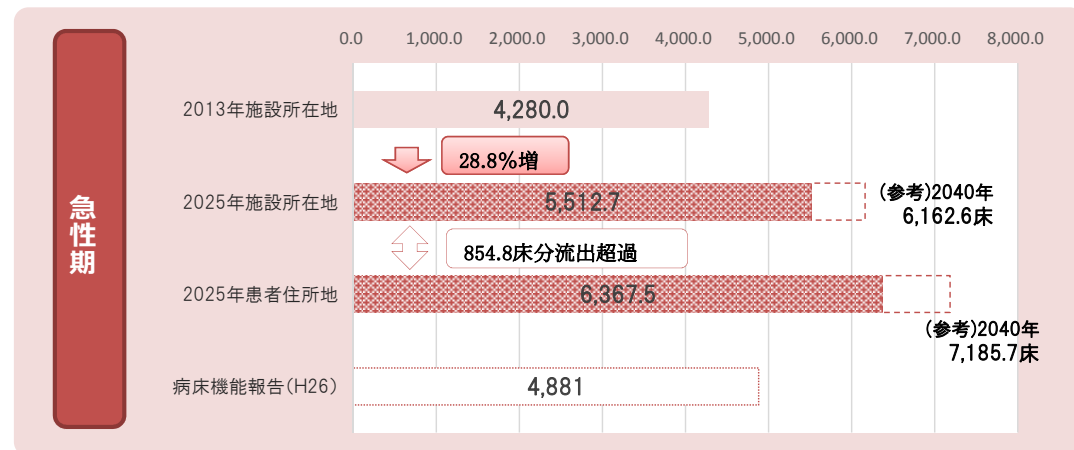 急性期
0.0 1,000.0 2,000.0 3,000.0 4,000.0 5,000.0 6,000.0 7,000.0 8,000.0
2013年施設所在地
4,280.0
28.8%増
2025年施設所在地
5,512.7
(参考)2040年
6,162.6床
854.8床分流出超過
2025年患者住所地
6,367.5
(参考)2040年
7,185.7床
病床機能報告(H26)
4,881